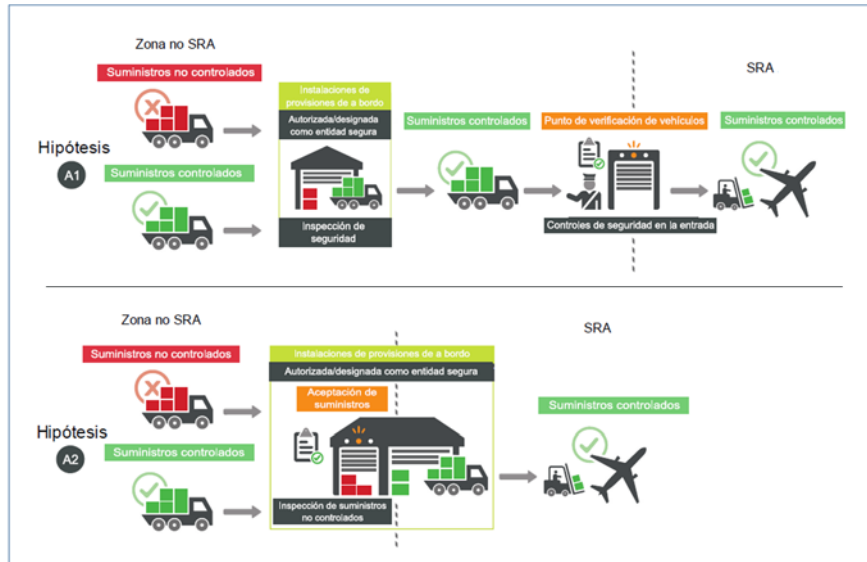 Zona no SRA
SRA
Suministros no controlados
Instalaciones de
provisiones de a bordo
Autorizada/designada
como entidad segura
Suministros controlados
Punto de verificación de vehículos
Suministros controlados
Hipótesis
A1
Suministros controlados
Inspección de
seguridad
Controles de seguridad en la entrada
Zona no SRA
SRA
Suministros no controlados
Instalaciones de provisiones de a bordo
Autorizada/designada como entidad segura
Aceptación de
suministros
Suministros controlados
Hipótesis
A2
Suministros controlados
Inspección de suministros
no controlados